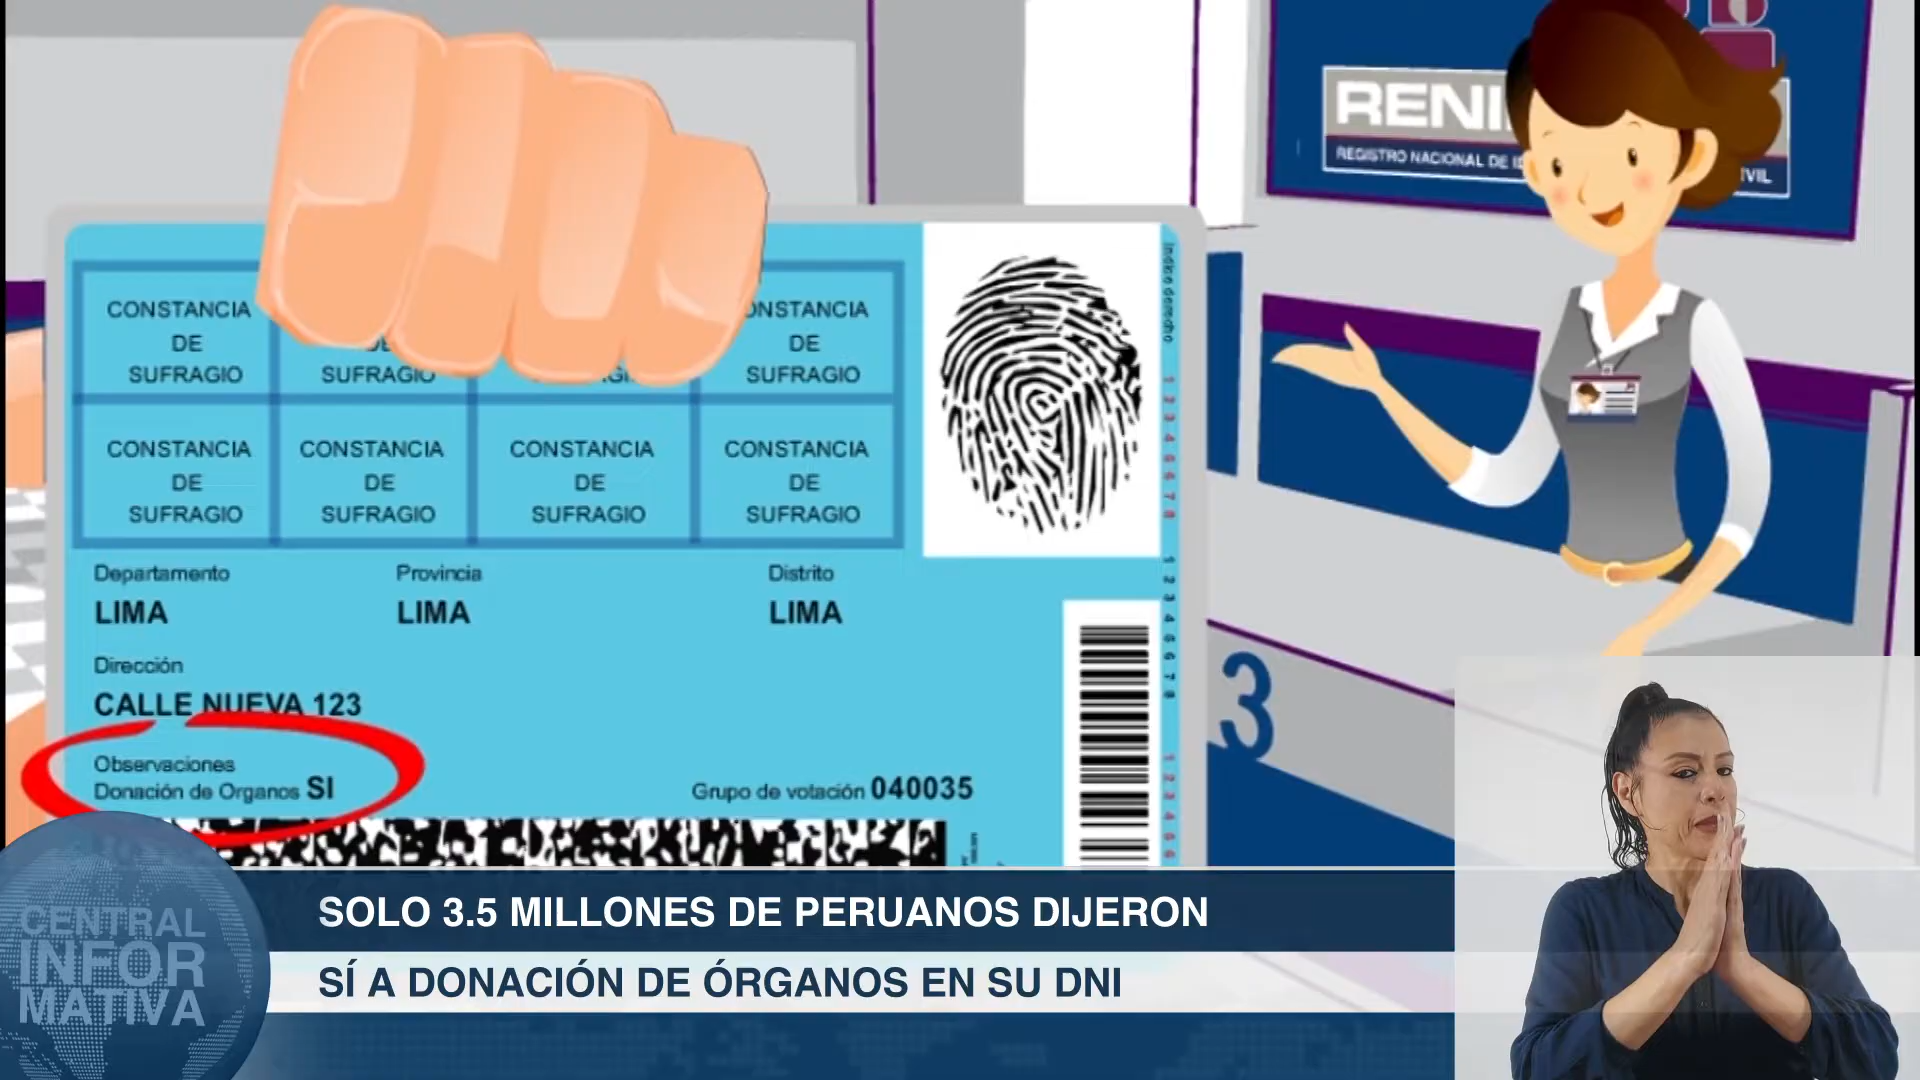 RENI
REGISTRO NACIONAL DE
IVIL
CONSTANCIA
DE
SUFRAGIO
DE
SUFRAGIO
CONSTANCIA
DE
SUFRAGIO
CONSTANCIA
DE
SUFRAGIO
CONSTANCIA
DE
SUFRAGIO
CONSTANCIA
DE
SUFRAGIO
CONSTANCIA
DE
SUFRAGIO
Indice derecho
Departamento
LIMA
Provincia
LIMA
Distrito
LIMA
Dirección
CALLE NUEVA 123
Observaciones
Donación de Organos SI
Grupo de votación 040035
3
SOLO 3.5 MILLONES DE PERUANOS DIJERON
SÍ A DONACIÓN DE ÓRGANOS EN SU DNI
CENTRAL
INFOR
MATIVA